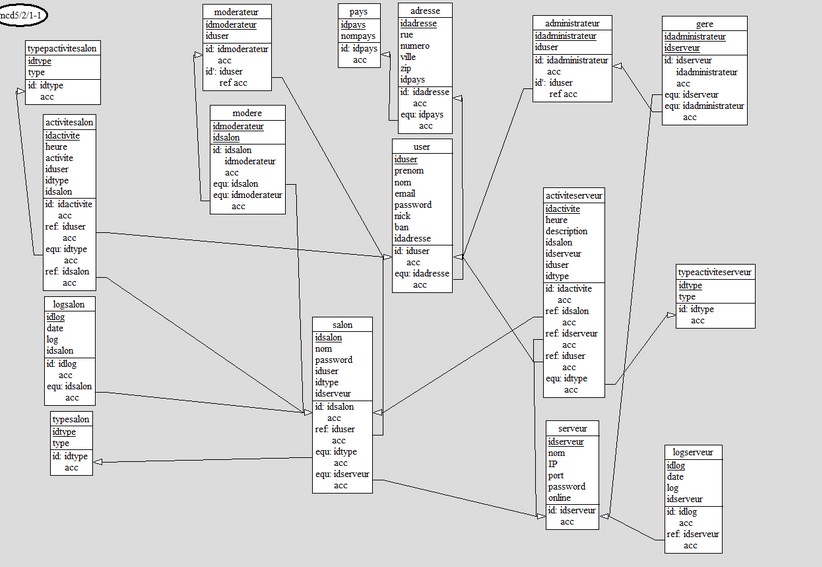 mcd5/2/1-1
typepactivitesalon
idtype
type
id: idtype
acc
activitesalon
idactivite
heure
activite
iduser
idtype
idsalon
id: idactivite
acc
ref: iduser
acc
equ: idtype
acc
ref: idsalon
acc
logsalon
idlog
date
log
idsalon
id: idlog
acc
equ: idsalon
acc
typesalon
idtype
type
id: idtype
acc
moderateur
idmoderateur
iduser
id: idmoderateur
acc
id': iduser
ref acc
modere
idmoderateur
idsalon
id: idsalon
idmoderateur
acc
equ: idsalon
equ: idmoderateur
acc
pays
idpays
nompays
id: idpays
acc
adresse
idadresse
rue
numero
ville
zip
idpays
id: idadresse
acc
equ: idpays
acc
user
iduser
prenom
nom
email
password
nick
ban
idadresse
id: iduser
acc
equ: idadresse
acc
salon
idsalon
nom
password
iduser
idtype
idserveur
id: idsalon
acc
ref: iduser
acc
equ: idtype
acc
equ: idserveur
acc
administrateur
idadministrateur
iduser
id: idadministrateur
acc
id': iduser
ref acc
gere
idadministrateur
idserveur
id: idserveur
idadministrateur
acc
equ: idserveur
equ: idadministrateur
acc
activiteserveur
idactivite
heure
description
idsalon
idserveur
iduser
idtype
id: idactivite
acc
ref: idsalon
acc
ref: idserveur
acc
ref: iduser
acc
equ: idtype
acc
typeactiviteserveur
idtype
type
id: idtype
acc
serveur
idserveur
nom
IP
port
password
online
id: idserveur
acc
logserveur
idlog
date
log
idserveur
id: idlog
acc
ref: idserveur
acc